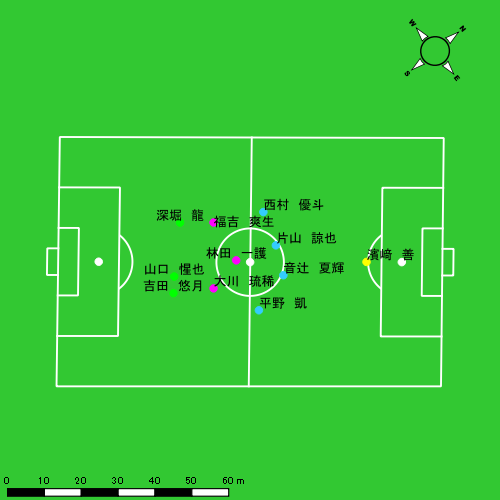 W N
S E
西村 優斗
深堀 龍 福吉 爽生
片山 諒也
林田 一護 濱﨑 善
山口 惺也 音辻 夏輝
吉田 悠月 大川 琉稀
平野 凱
0 10 20 30 40 50 60 m